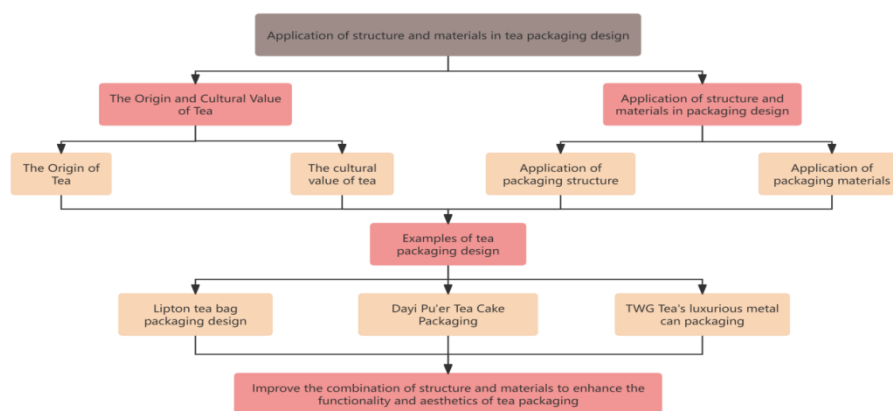 Application of structure and materials in tea packaging design
The Origin and Cultural Value
of Tea
Application of structure and
materials in packaging design
The Origin of
Tea
The cultural
value of tea
Application of
packaging structure
Application of
packaging materials
Examples of tea
packaging design
Lipton tea bag
packaging design
Dayi Pu'er Tea Cake
Packaging
TWG Tea's luxurious metal
can packaging
Improve the combination of structure and materials to enhance the
functionality and aesthetics of tea packaging